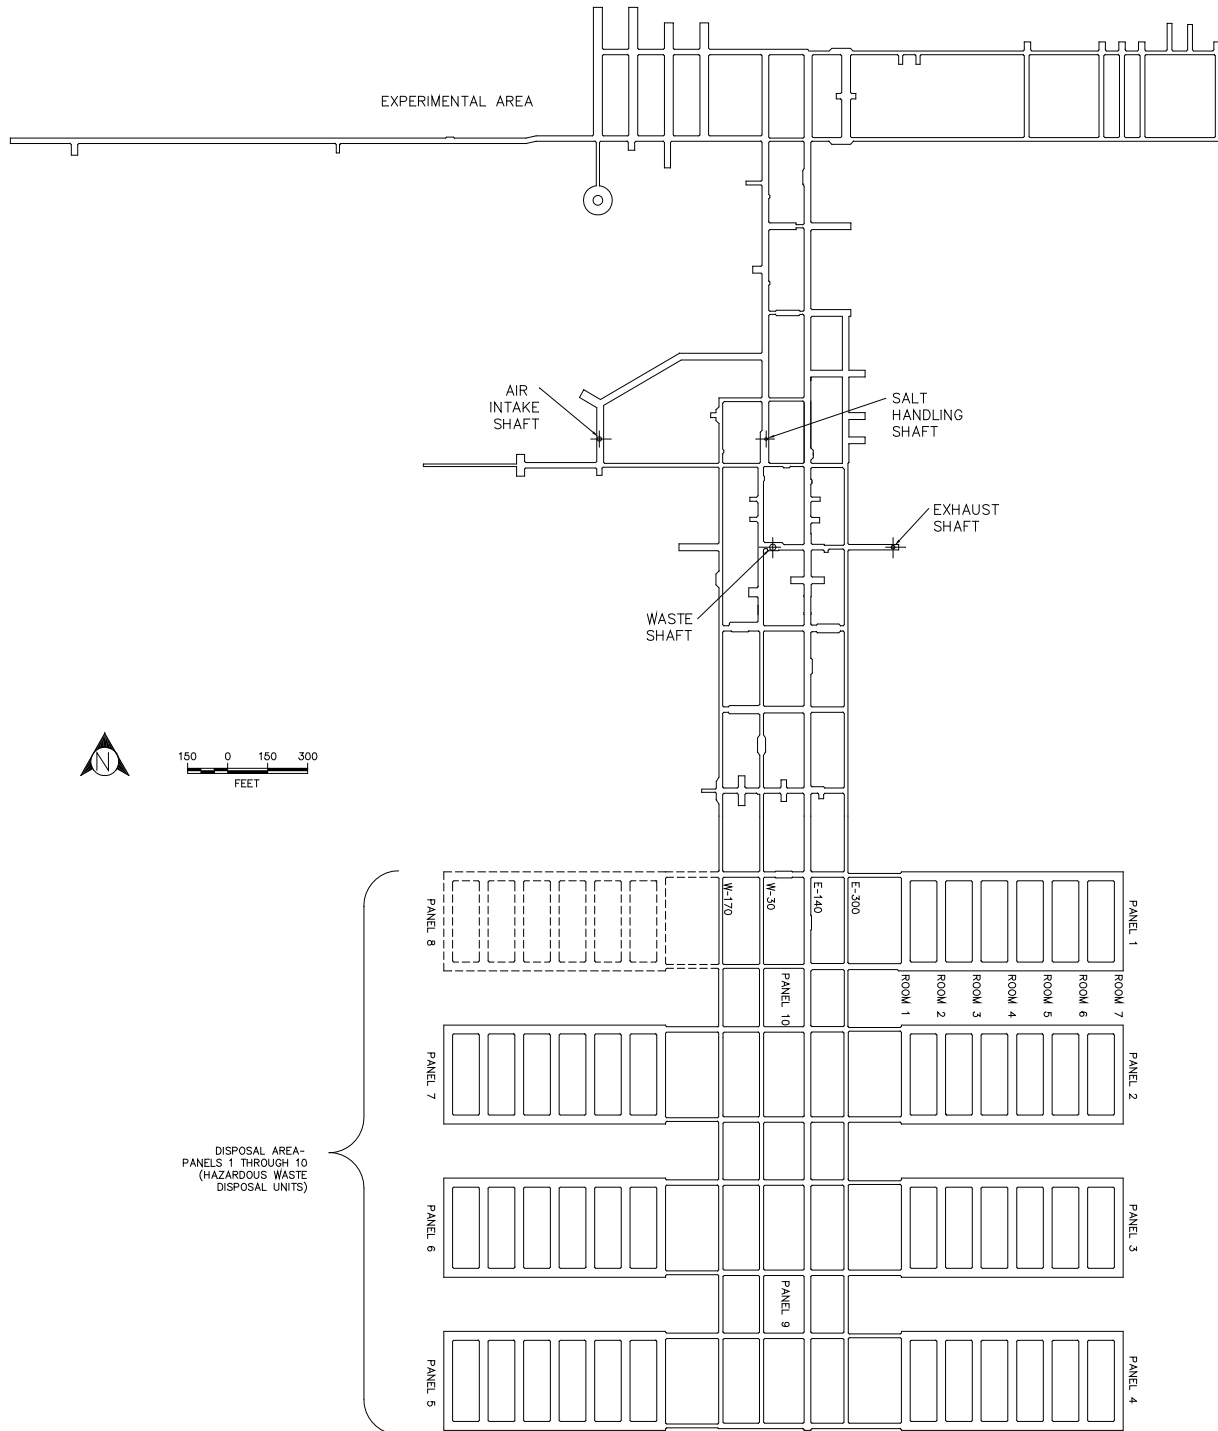 EXPERIMENTAL AREA
AIR
INTAKE
SHAFT
SALT
HANDLING
SHAFT
EXHAUST
SHAFT
WASTE
SHAFT
N
150 0 150 300
FEET
W-170
W-30
E-140
E-300
PANEL 8
PANEL 1
PANEL 10
ROOM 1
ROOM 2
ROOM 3
ROOM 4
ROOM 5
ROOM 6
ROOM 7
PANEL 7
PANEL 2
DISPOSAL AREA-
PANELS 1 THROUGH 10
(HAZARDOUS WASTE
DISPOSAL UNITS)
PANEL 6
PANEL 3
PANEL 9
PANEL 5
PANEL 4